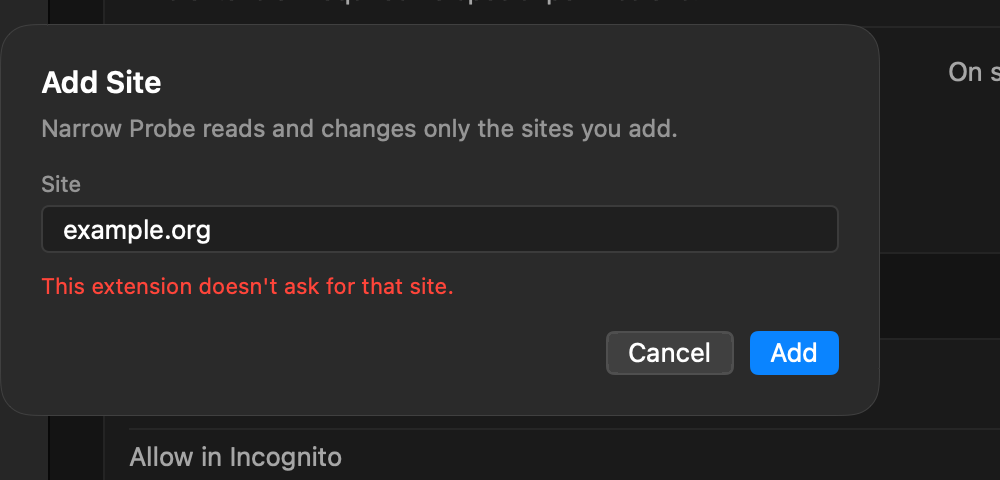 Add Site
Narrow Probe reads and changes only the sites you add.
Site
example.org
This extension doesn't ask for that site.
Cancel
Add
On s
Allow in Incognito